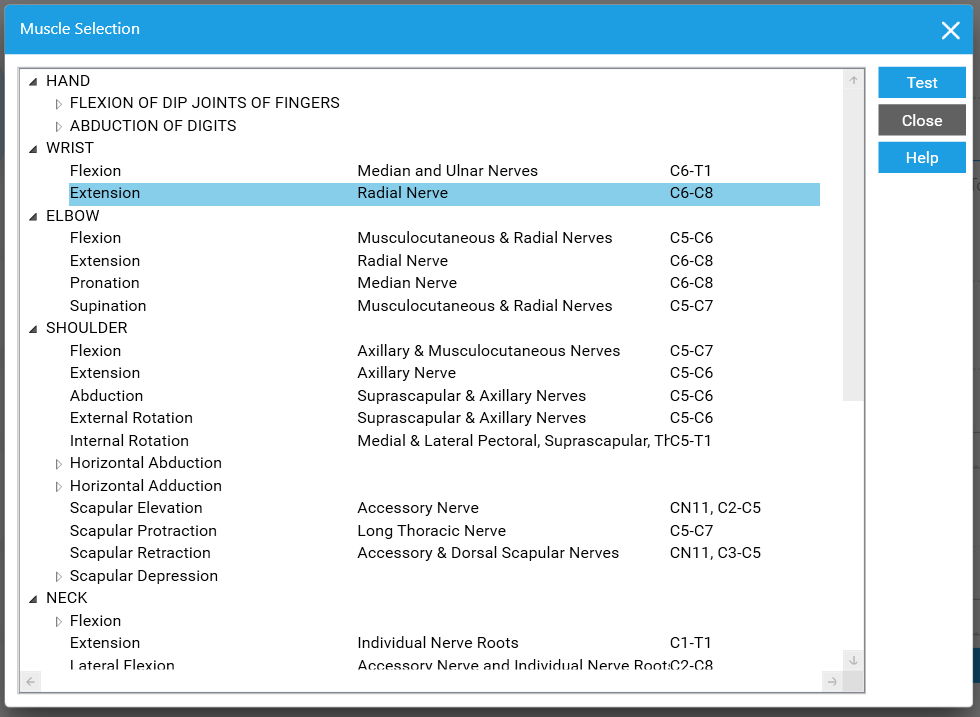 Muscle Selection
HAND
FLEXION OF DIP JOINTS OF FINGERS
ABDUCTION OF DIGITS
WRIST
Flexion Median and Ulnar Nerves C6-T1
Extension Radial Nerve C6-C8
ELBOW
Flexion Musculocutaneous & Radial Nerves C5-C6
Extension Radial Nerve C6-C8
Pronation Median Nerve C6-C8
Supination Musculocutaneous & Radial Nerves C5-C7
SHOULDER
Flexion Axillary & Musculocutaneous Nerves C5-C7
Extension Axillary Nerve C5-C6
Abduction Suprascapular & Axillary Nerves C5-C6
External Rotation Suprascapular & Axillary Nerves C5-C6
Internal Rotation Medial & Lateral Pectoral, Suprascapular, Th C5-T1
Horizontal Abduction
Horizontal Adduction
Scapular Elevation Accessory Nerve CN11, C2-C5
Scapular Protraction Long Thoracic Nerve C5-C7
Scapular Retraction Accessory & Dorsal Scapular Nerves CN11, C3-C5
Scapular Depression
NECK
Flexion
Extension Individual Nerve Roots C1-T1
Lateral Flexion Accessory Nerve and Individual Nerve Roots C2-C8
Test
Close
Help